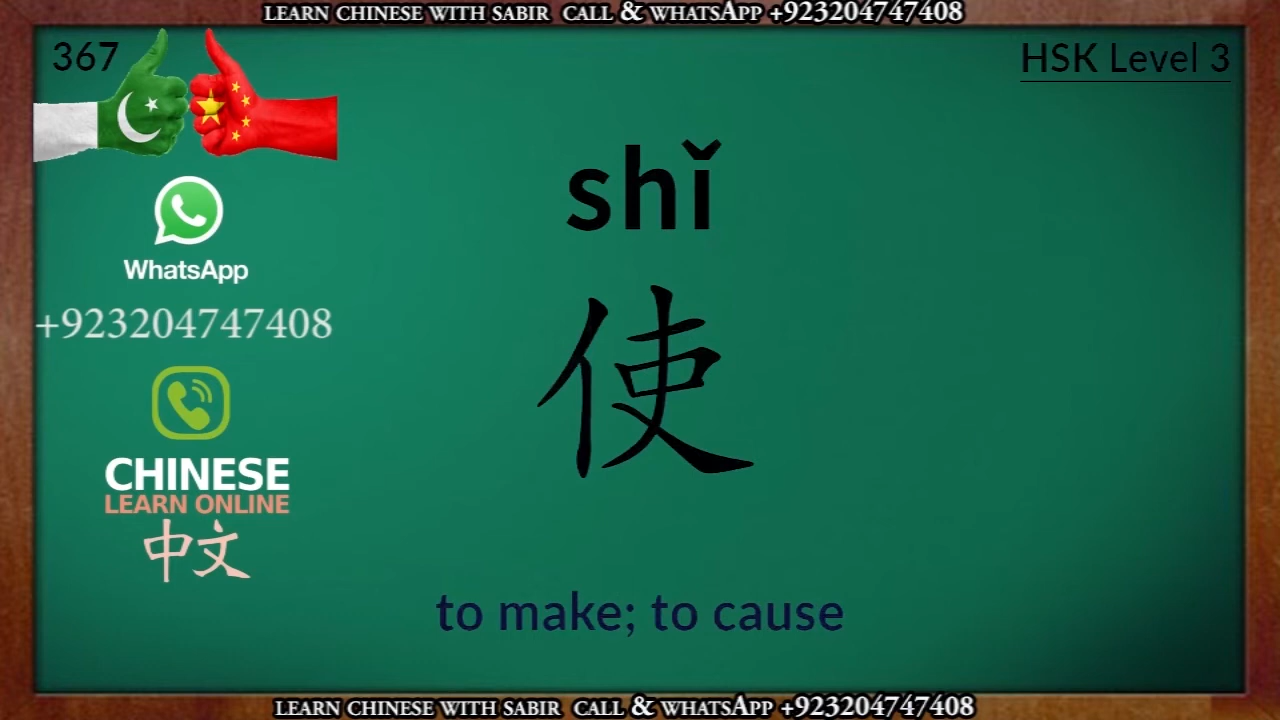 LEARN CHINESE WITH SABIR CALL & WHATSAPP +923204747408
367
HSK Level 3
shǐ
WhatsApp
+923204747408
使
CHINESE
LEARN ONLINE
中文
to make; to cause
LEARN CHINESE WITH SABIR CALL & WHATSAPP +923204747408